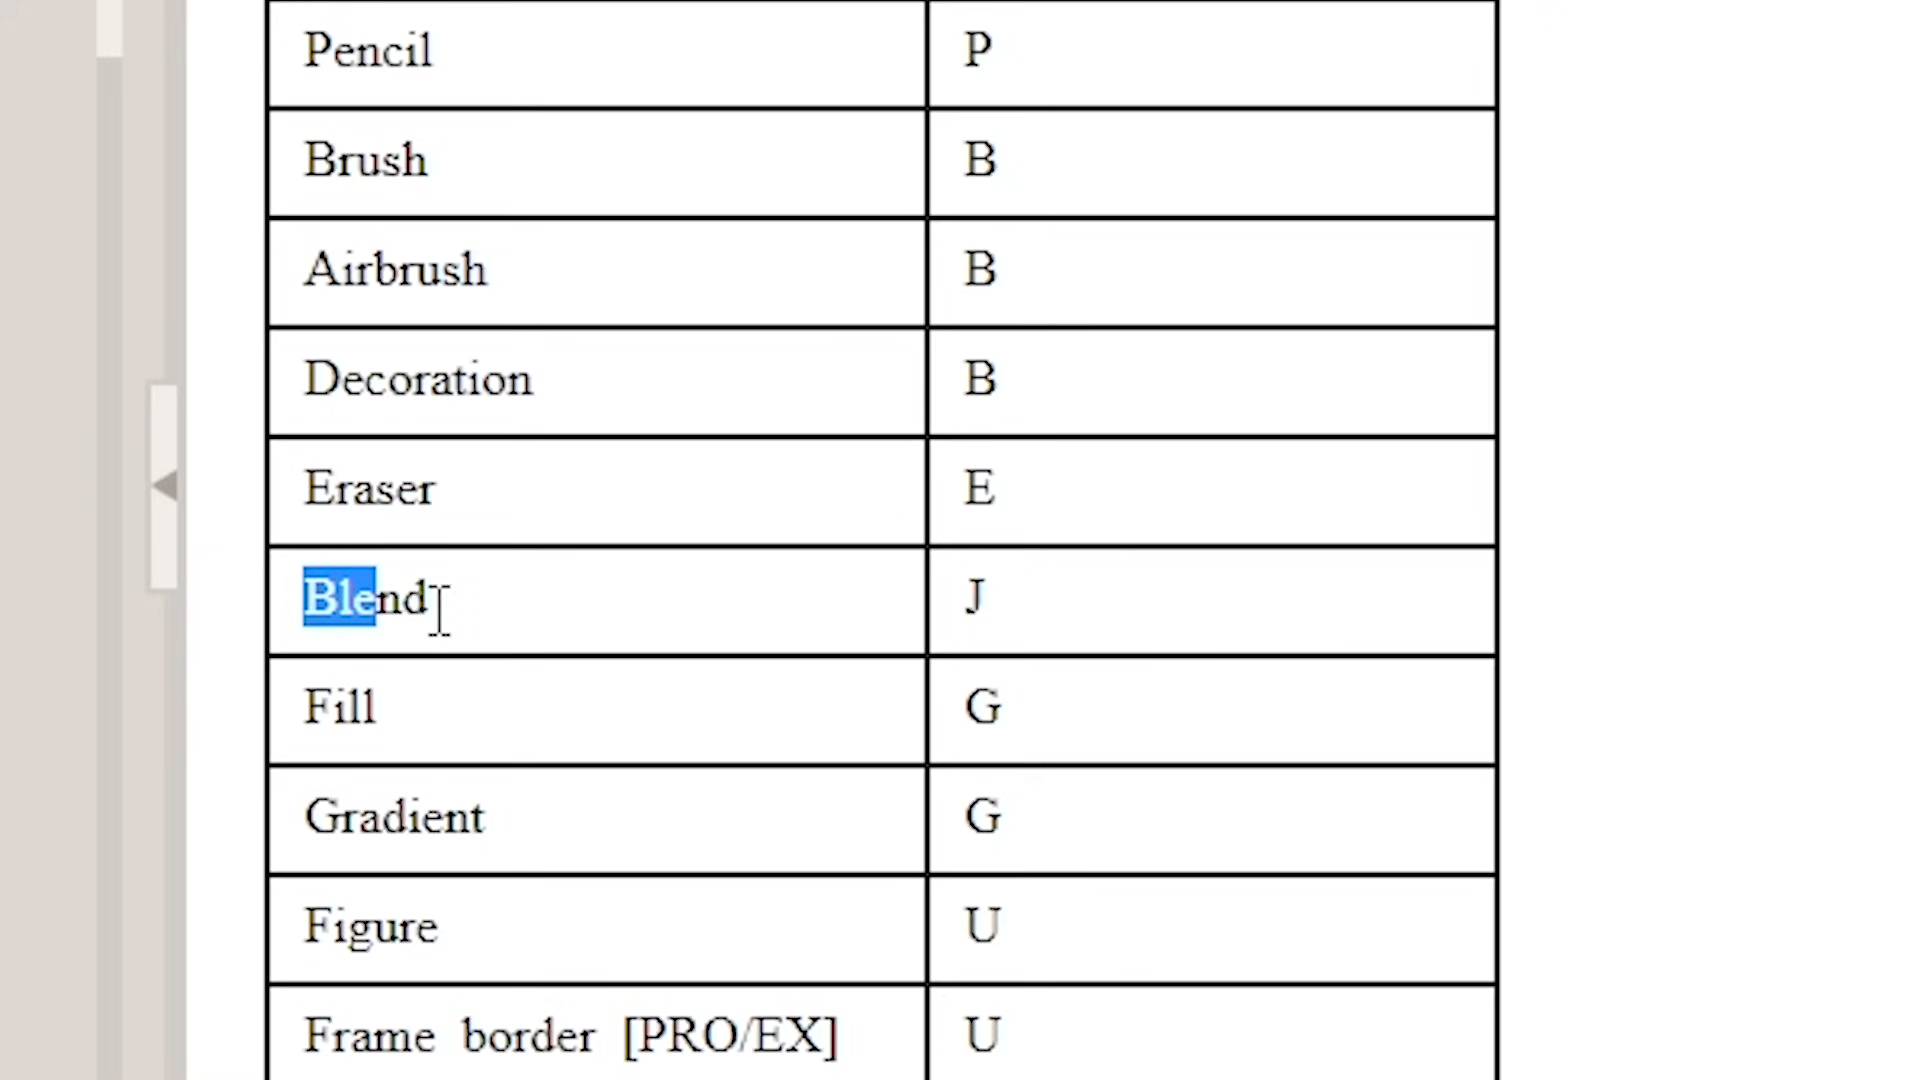 Pencil P
Brush B
Airbrush B
Decoration B
Eraser E
Blend J
Fill G
Gradient G
Figure U
Frame border [PRO/EX] U